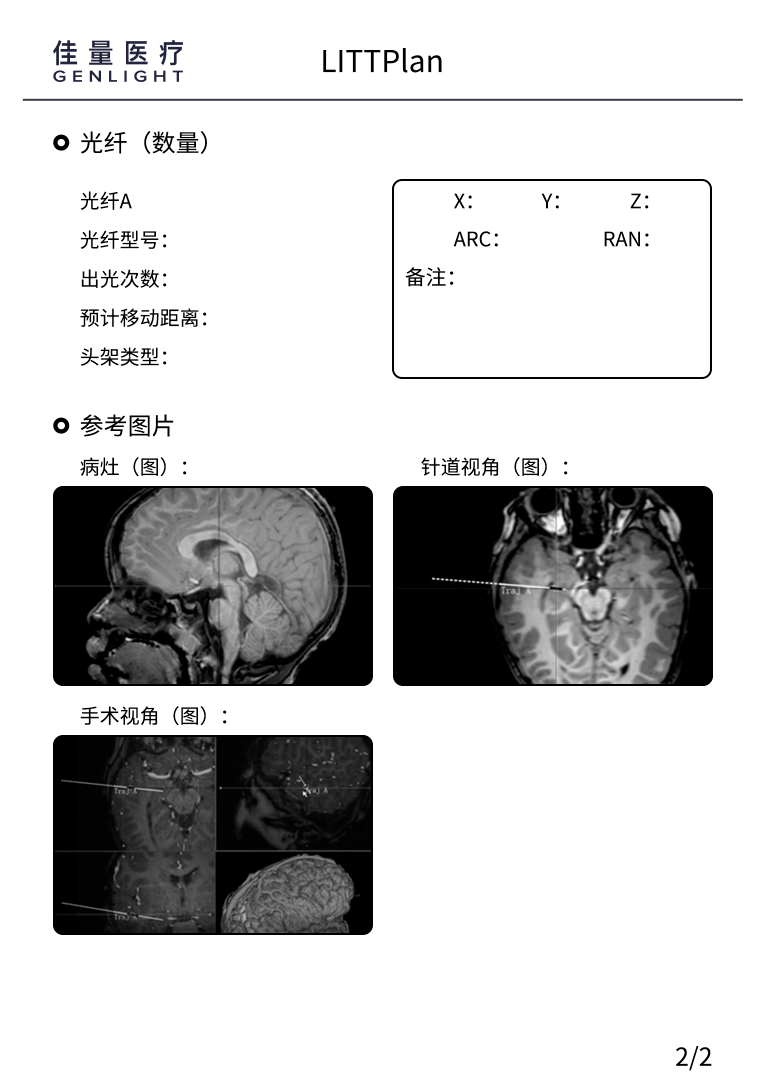 佳量医疗
GENLIGHT
LITTPlan
光纤（数量）
光纤A
光纤型号：
出光次数：
预计移动距离：
头架类型：
X： Y： Z：
ARC： RAN：
备注：
参考图片
病灶（图）：
针道视角（图）：
Traj A
手术视角（图）：
Traj A
Traj A
Traj A
2/2